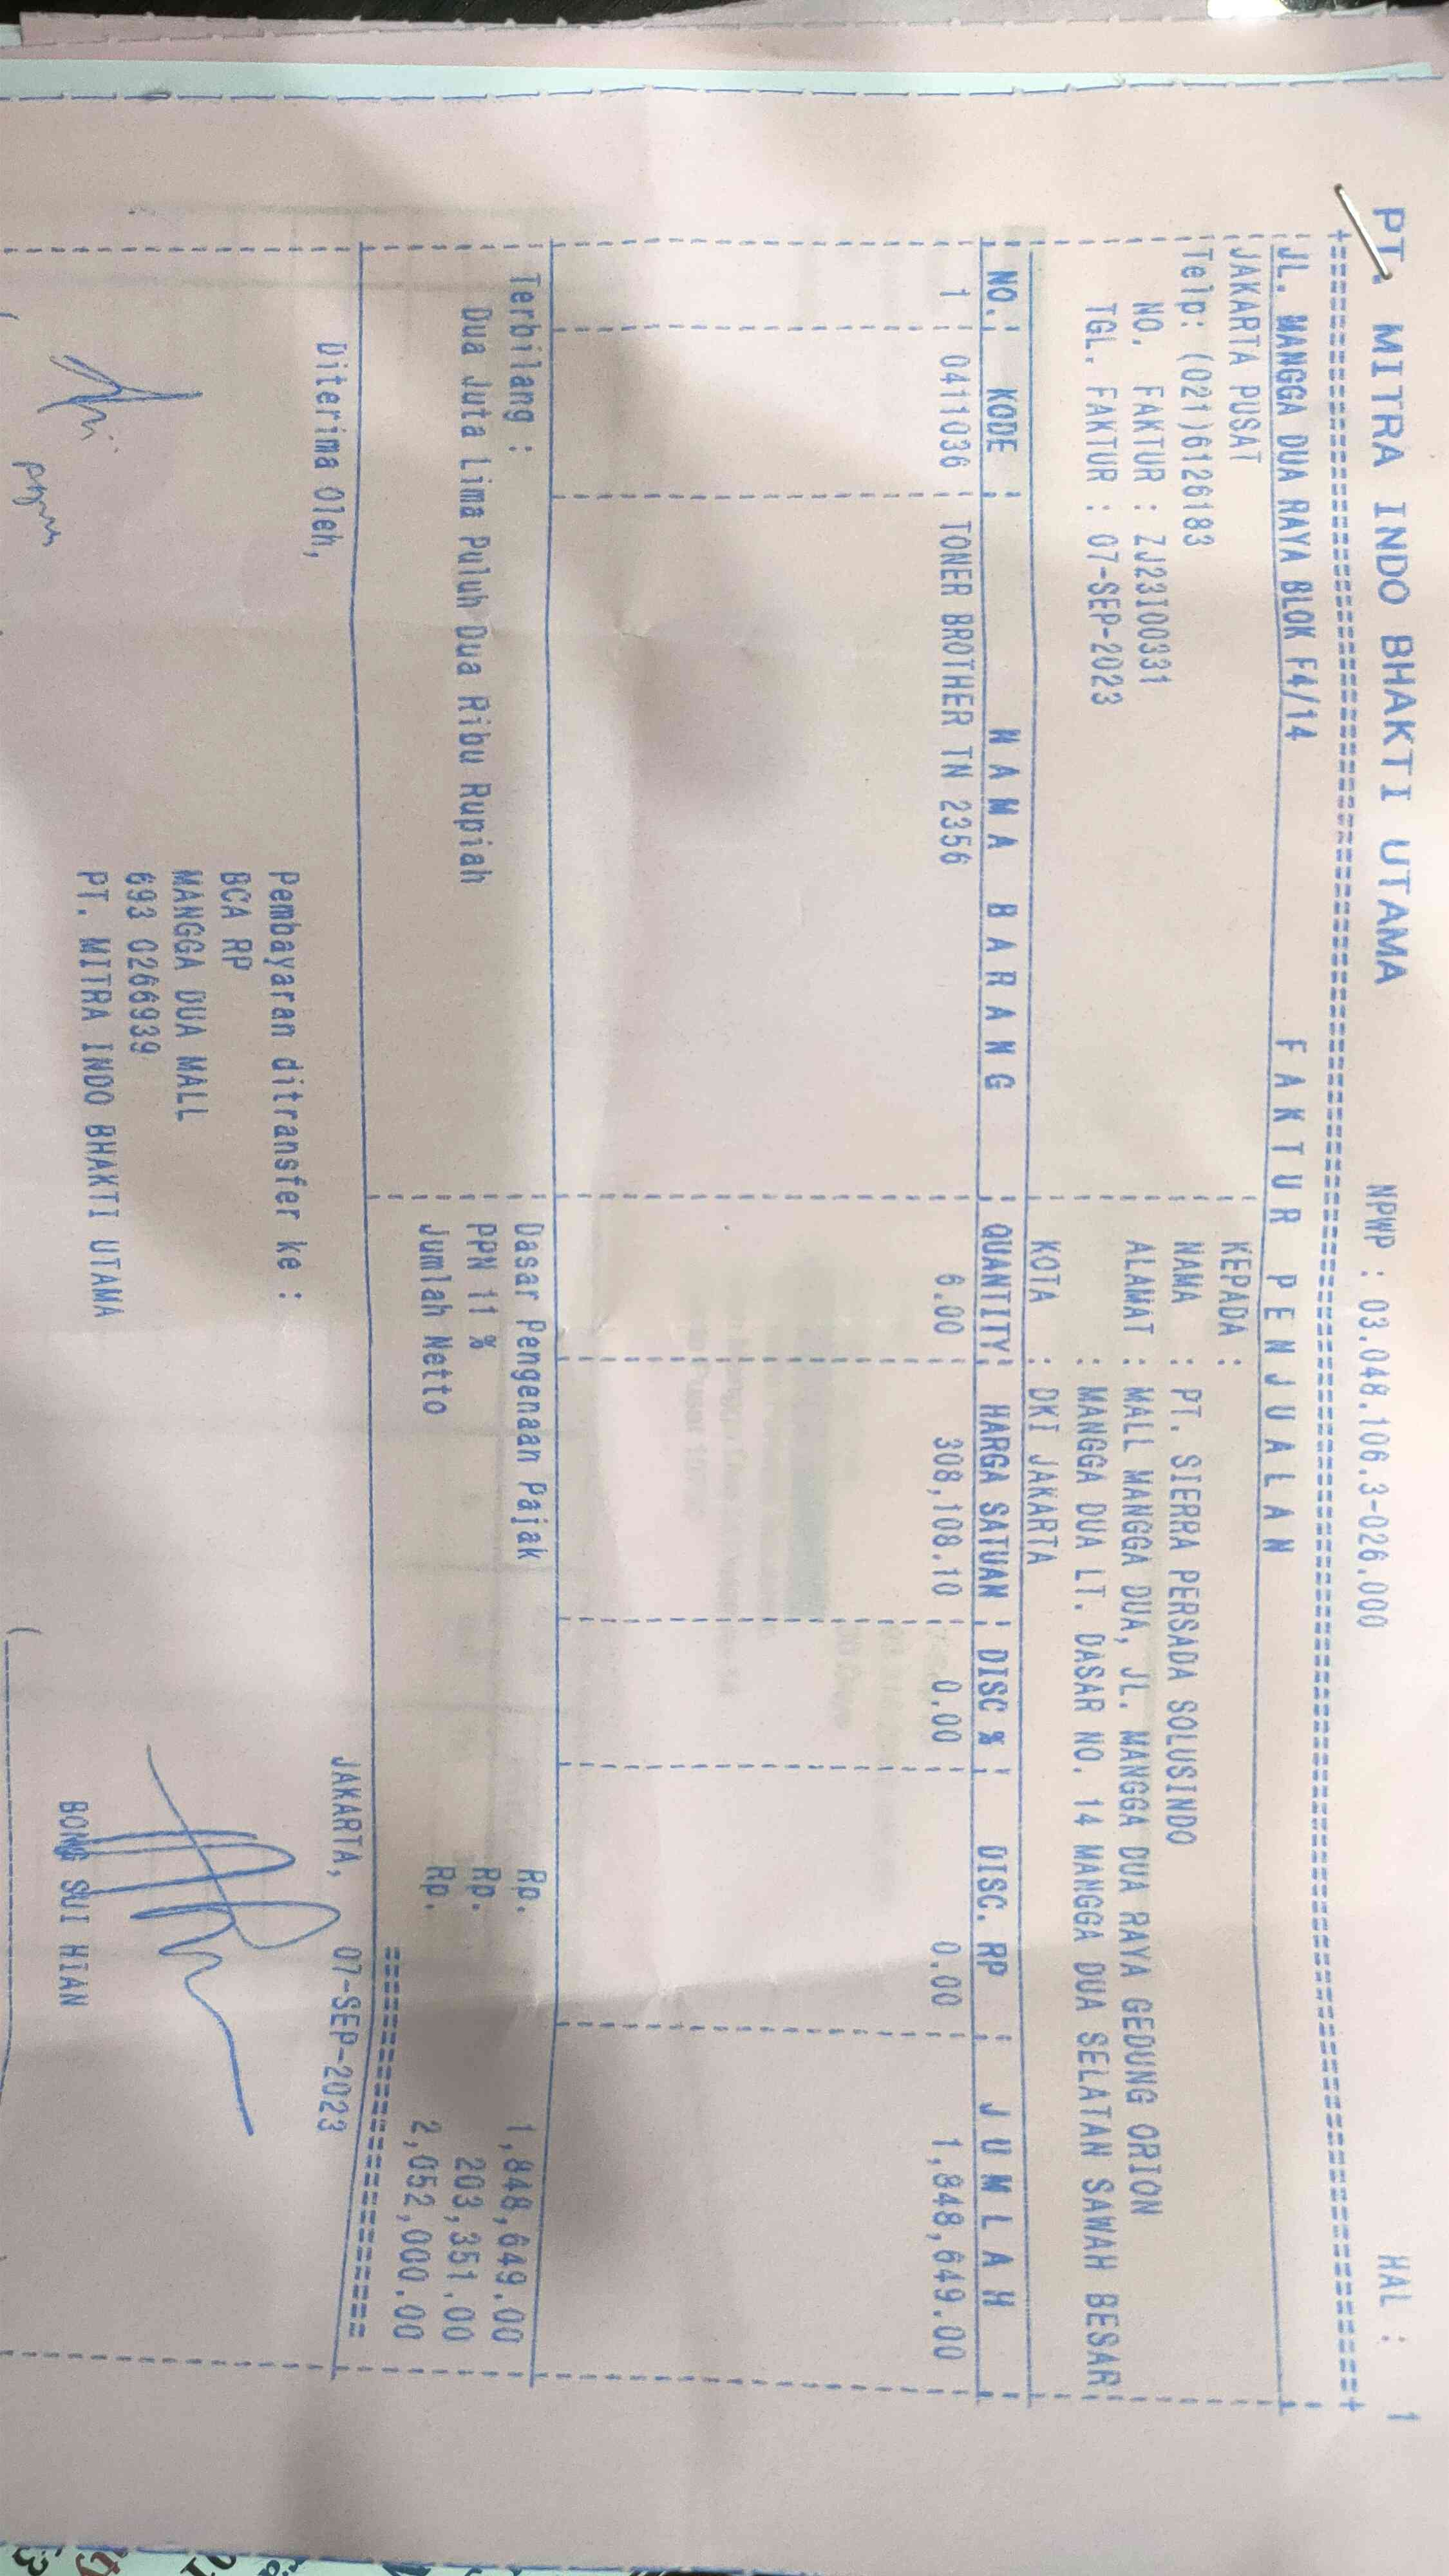 PT. MITRA INDO BHAKTI UTAMA NPWP : 03.048.106.3-026.000 HAL : 1
JL. MANGGA DUA RAYA BLOK F4/14 F A K T U R P E N J U A L A N
JAKARTA PUSAT KEPADA :
Telp: (021)6126183 NAMA : PT. SIERRA PERSADA SOLUSINDO
NO. FAKTUR : ZJ23I00331 ALAMAT : MALL MANGGA DUA, JL. MANGGA DUA RAYA GEDUNG ORION
TGL. FAKTUR : 07-SEP-2023 : MANGGA DUA LT. DASAR NO. 14 MANGGA DUA SELATAN SAWAH BESAR
KOTA : DKI JAKARTA
NO. KODE N A M A B A R A N G QUANTITY HARGA SATUAN DISC % DISC. RP J U M L A H
1 0411036 TONER BROTHER TN 2356 6.00 308,108.10 0.00 0.00 1,848,649.00
Terbilang : Dasar Pengenaan Pajak Rp. 1,848,649.00
Dua Juta Lima Puluh Dua Ribu Rupiah PPN 11 % Rp. 203,351.00
Jumlah Netto Rp. 2,052,000.00
Diterima Oleh, JAKARTA, 07-SEP-2023
Pembayaran ditransfer ke :
BCA RP
MANGGA DUA MALL
693 0266939
PT. MITRA INDO BHAKTI UTAMA BONG SUI HIAN